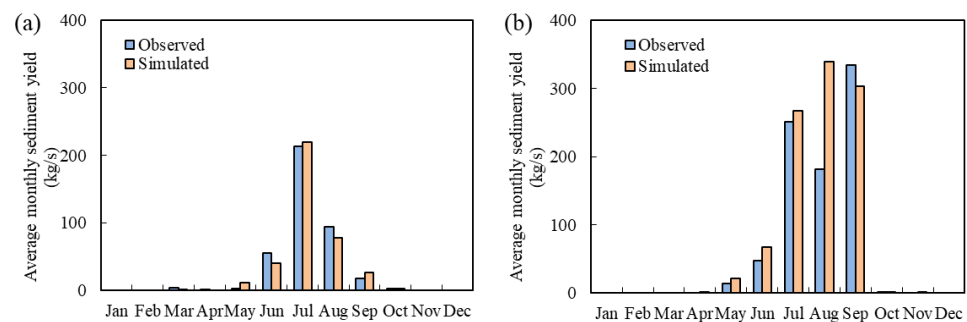 (a)
Average monthly sediment yield
(kg/s)
400
300
200
100
0
Observed
Simulated
Jan Feb Mar Apr May Jun Jul Aug Sep Oct Nov Dec
(b)
Average monthly sediment yield
(kg/s)
400
300
200
100
0
Observed
Simulated
Jan Feb Mar Apr May Jun Jul Aug Sep Oct Nov Dec